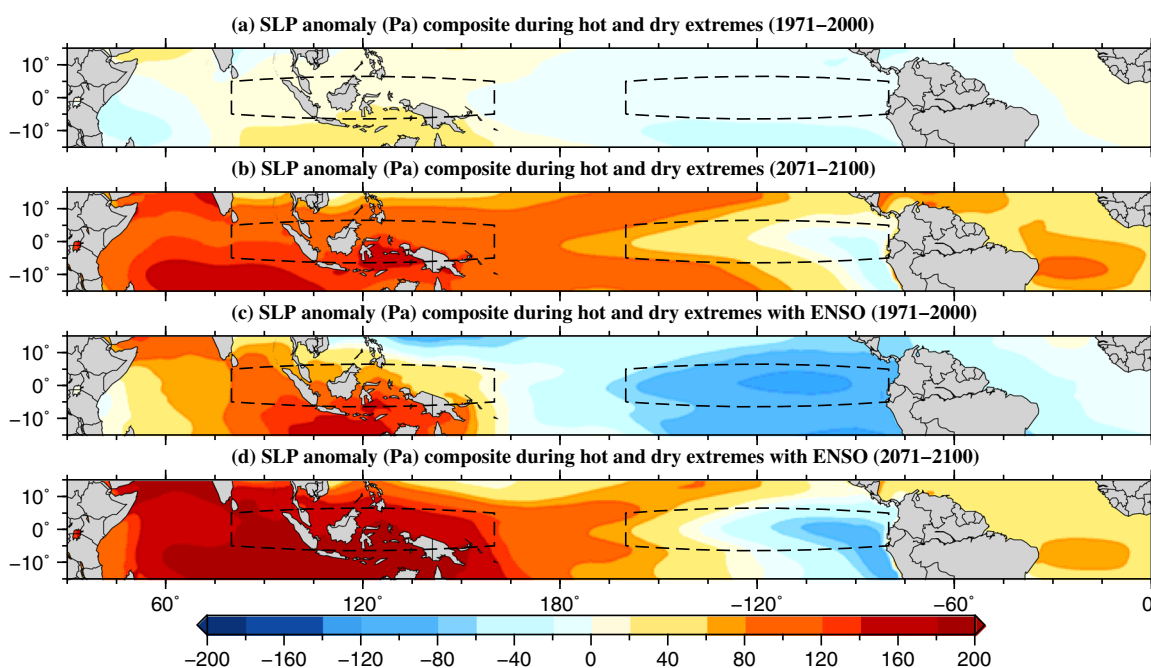 (a) SLP anomaly (Pa) composite during hot and dry extremes (1971−2000)
10
0
−10
(b) SLP anomaly (Pa) composite during hot and dry extremes (2071−2100)
10
0
−10
(c) SLP anomaly (Pa) composite during hot and dry extremes with ENSO (1971−2000)
10
0
−10
(d) SLP anomaly (Pa) composite during hot and dry extremes with ENSO (2071−2100)
10
0
−10
60 120 180 −120 −60 0
−200 −160 −120 −80 −40 0 40 80 120 160 200